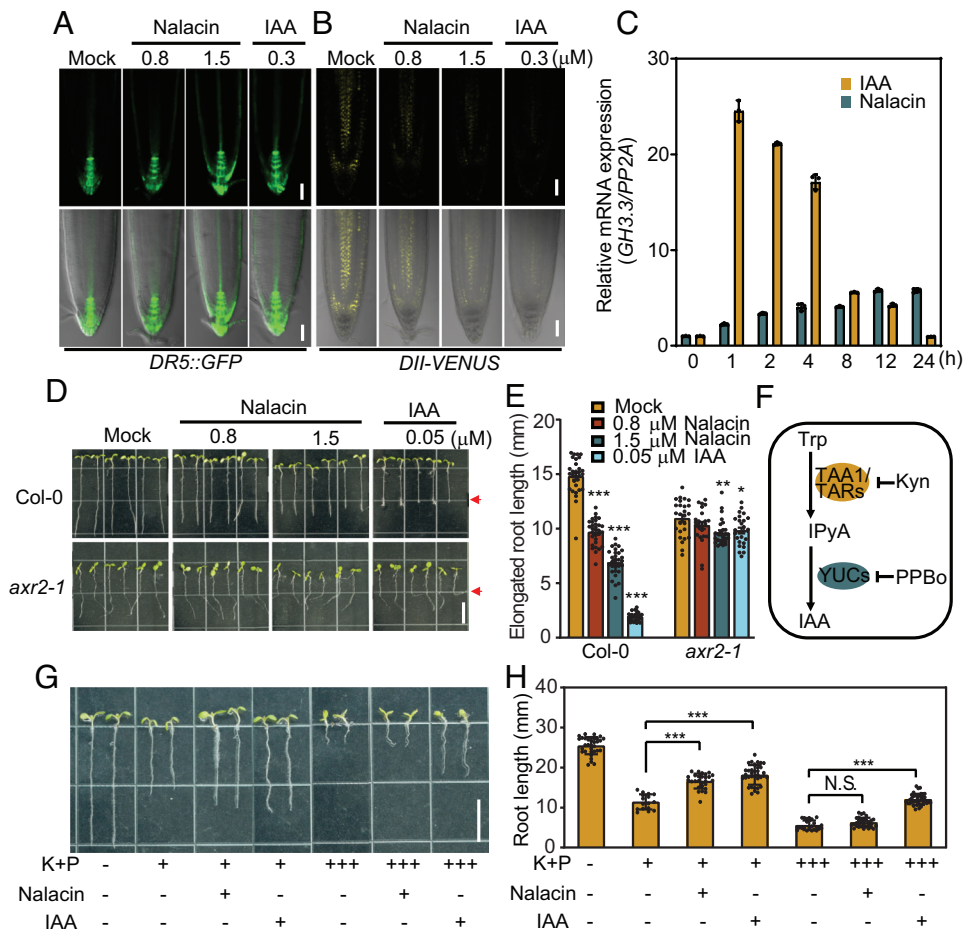 A
Nalacin IAA
Mock 0.8 1.5 0.3
DR5::GFP
B
Nalacin IAA
Mock 0.8 1.5 0.3 (μM)
DII-VENUS
C
Relative mRNA expression
(GH3.3/PP2A)
30
20
10
0
IAA
Nalacin
0 1 2 4 8 12 24 (h)
D
Nalacin IAA
Mock 0.8 1.5 0.05 (μM)
Col-0
axr2-1
E
Elongated root length (mm)
20
15
10
5
0
Mock
0.8 μM Nalacin
1.5 μM Nalacin
0.05 μM IAA
***
***
***
**
*
Col-0 axr2-1
F
Trp
TAA1/
TARs
Kyn
IPyA
YUCs
PPBo
IAA
G
K+P - + + + +++ +++ +++
Nalacin - - + - - + -
IAA - - - + - - +
H
Root length (mm)
40
30
20
10
0
***
***
***
N.S.
K+P - + + + +++ +++ +++
Nalacin - - + - - + -
IAA - - - + - - +